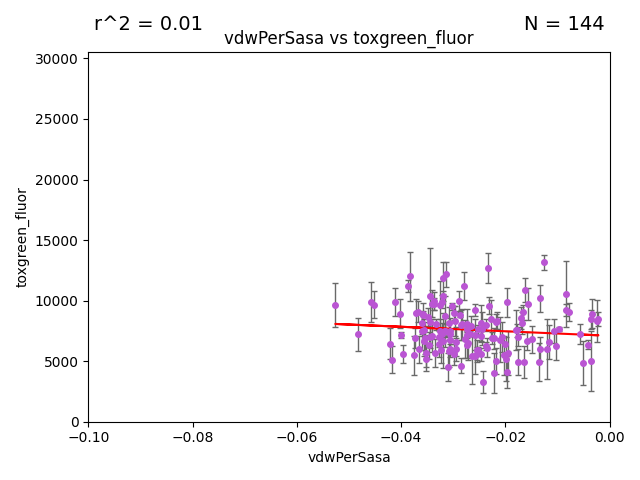 r^2 = 0.01
N = 144
vdwPerSasa vs toxgreen_fluor
30000
25000
20000
15000
10000
5000
0
toxgreen_fluor
−0.10
−0.08
−0.06
−0.04
−0.02
0.00
vdwPerSasa